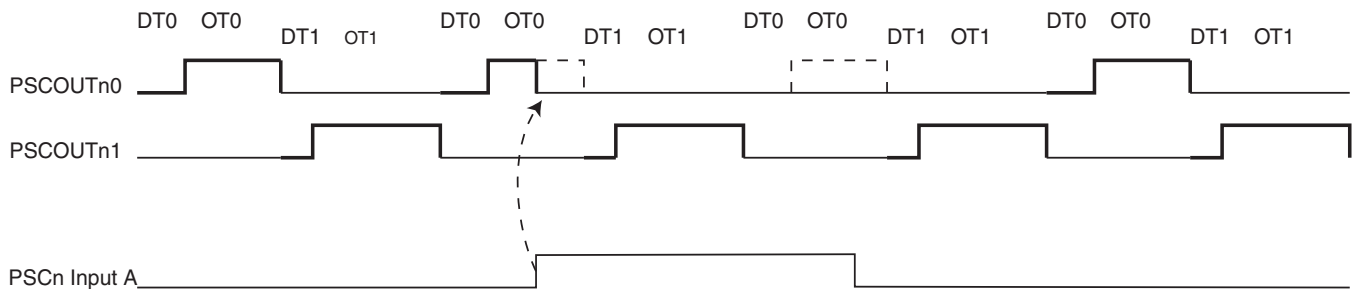 DT0 OT0 DT0 OT0 DT0 OT0 DT0 OT0
DT1 OT1 DT1 OT1 DT1 OT1 DT1 OT1
PSCOUTn0
PSCOUTn1
PSCn Input A